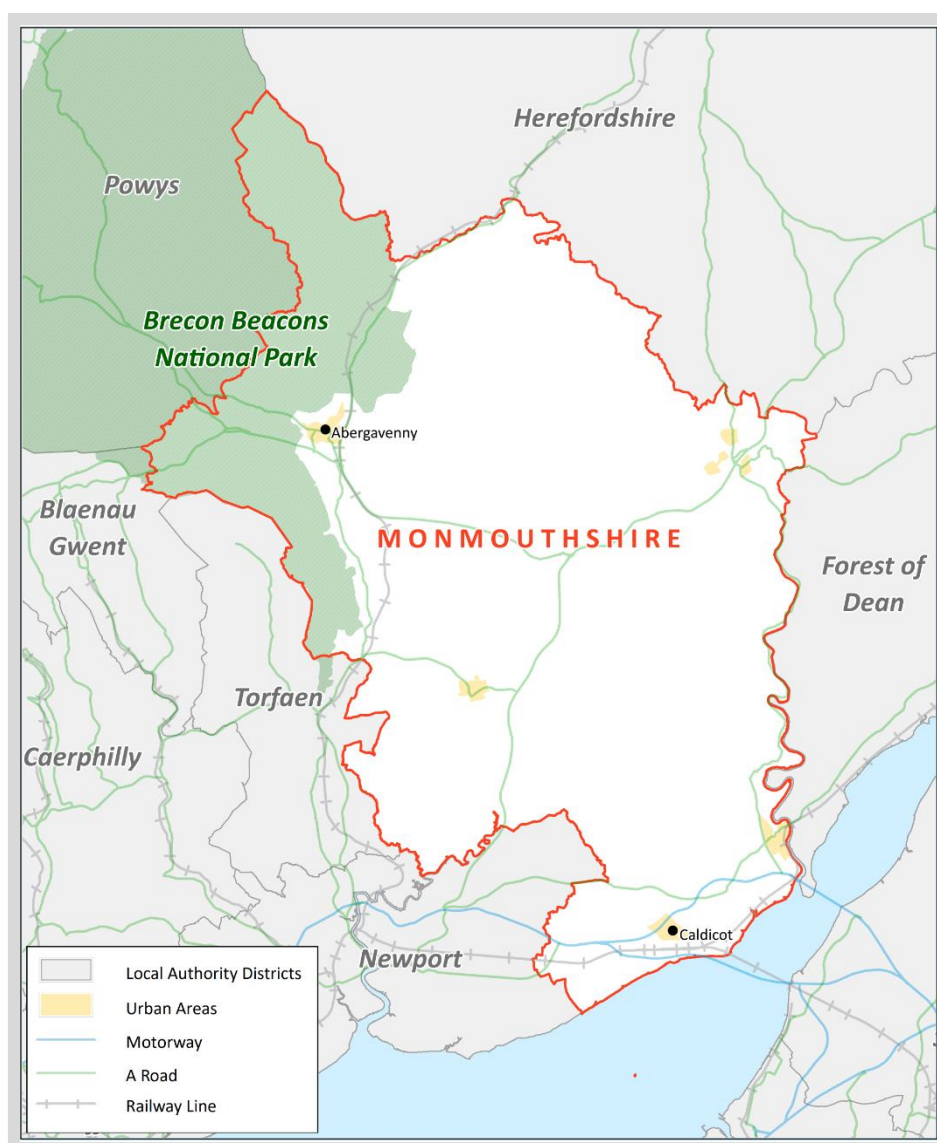 Herefordshire
Powys
Brecon Beacons
National Park
Abergavenny
Blaenau
Gwent
MONMOUTHSHIRE
Forest of
Dean
Torfaen
Caerphilly
Caldicot
Newport
Local Authority Districts
Urban Areas
Motorway
A Road
Railway Line